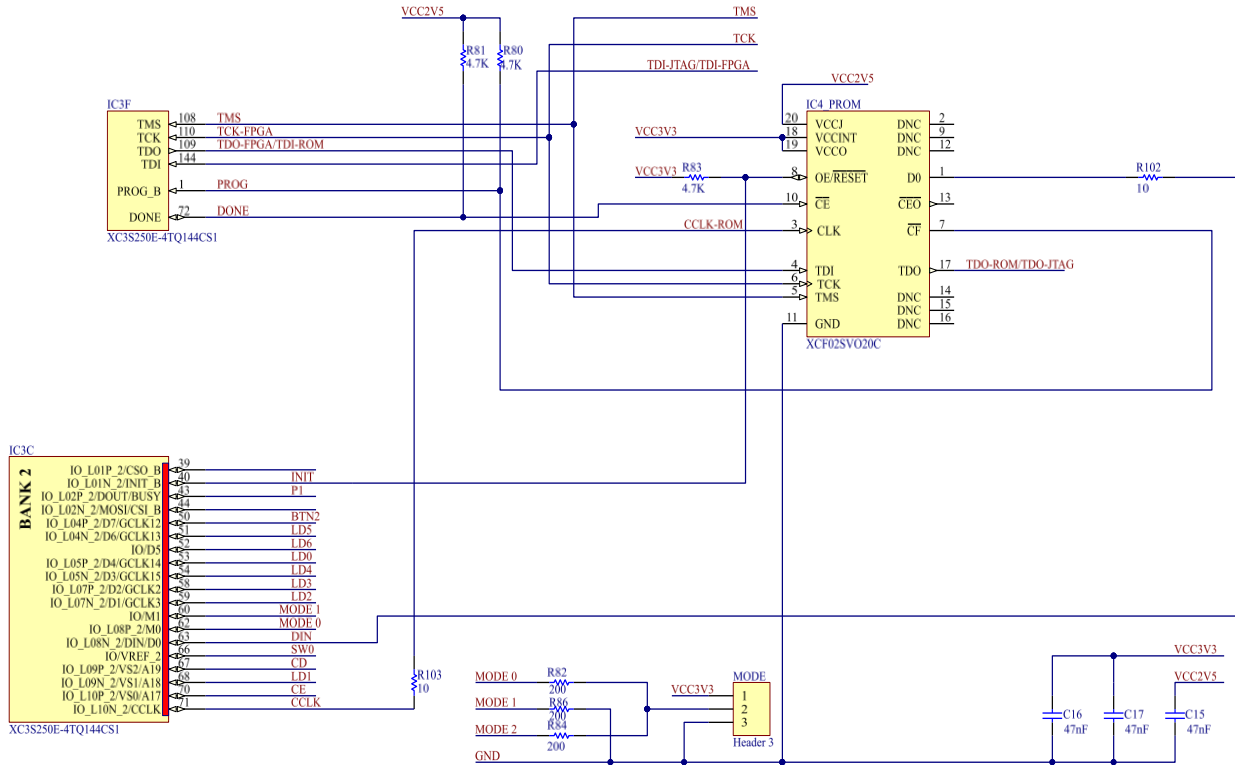 VCC2V5
TMS
TCK
TDI-JTAG/TDI-FPGA
R81
4.7K
R80
4.7K
VCC2V5
IC3F
TMS 108 TMS
TCK 110 TCK-FPGA
TDO 109 TDO-FPGA/TDI-ROM
TDI 144
PROG_B 1 PROG
DONE 72 DONE
XC3S250E-4TQ144CS1
IC4 PROM
VCC3V3
VCC3V3
R83
4.7K
CCLK-ROM
20 VCCJ DNC 2
18 VCCINT DNC 9
19 VCCO DNC 12
8 OE/RESET D0 1
10 CE CEO 13
3 CLK CF 7
4 TDI TDO 17
6 TCK
5 TMS DNC 14
DNC 15
11 GND DNC 16
XCF02SVO20C
R102
10
TDO-ROM/TDO-JTAG
IC3C
BANK 2
IO_L01P_2/CSO_B 39
IO_L01N_2/INIT_B 40 INIT
IO_L02P_2/DOUT/BUSY 43 P1
IO_L02N_2/MOSI/CSI_B 44
IO_L04P_2/D7/GCLK12 50 BTN2
IO_L04N_2/D6/GCLK13 51 LD5
IO/D5 52 LD6
IO_L05P_2/D4/GCLK14 53 LD0
IO_L05N_2/D3/GCLK15 54 LD4
IO_L07P_2/D2/GCLK2 58 LD3
IO_L07N_2/D1/GCLK3 59 LD2
IO/M1 60 MODE 1
IO_L08P_2/M0 62 MODE 0
IO_L08N_2/DIN/D0 63 DIN
IO/VREF_2 66 SW0
IO_L09P_2/VS2/A19 67 CD
IO_L09N_2/VS1/A18 68 LD1
IO_L10P_2/VS0/A17 70 CE
IO_L10N_2/CCLK 71 CCLK
XC3S250E-4TQ144CS1
R103
10
MODE 0
R82
200
MODE 1
R86
200
MODE 2
R84
200
GND
VCC3V3
MODE
1
2
3
Header 3
VCC3V3
VCC2V5
C16
47nF
C17
47nF
C15
47nF